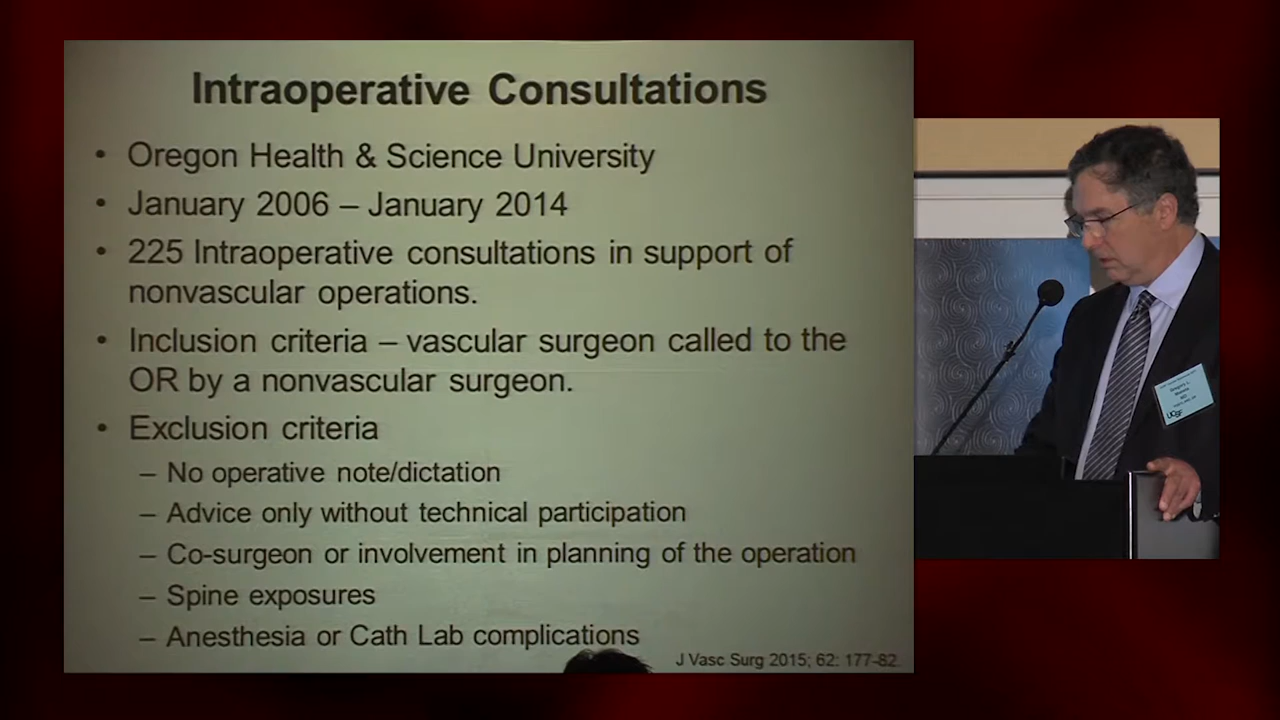 Intraoperative Consultations
• Oregon Health & Science University
• January 2006 – January 2014
• 225 Intraoperative consultations in support of
nonvascular operations.
• Inclusion criteria – vascular surgeon called to the
OR by a nonvascular surgeon.
• Exclusion criteria
– No operative note/dictation
– Advice only without technical participation
– Co-surgeon or involvement in planning of the operation
– Spine exposures
– Anesthesia or Cath Lab complications
J Vasc Surg 2015; 62: 177-82.
Gregory L.
MD
UCSF